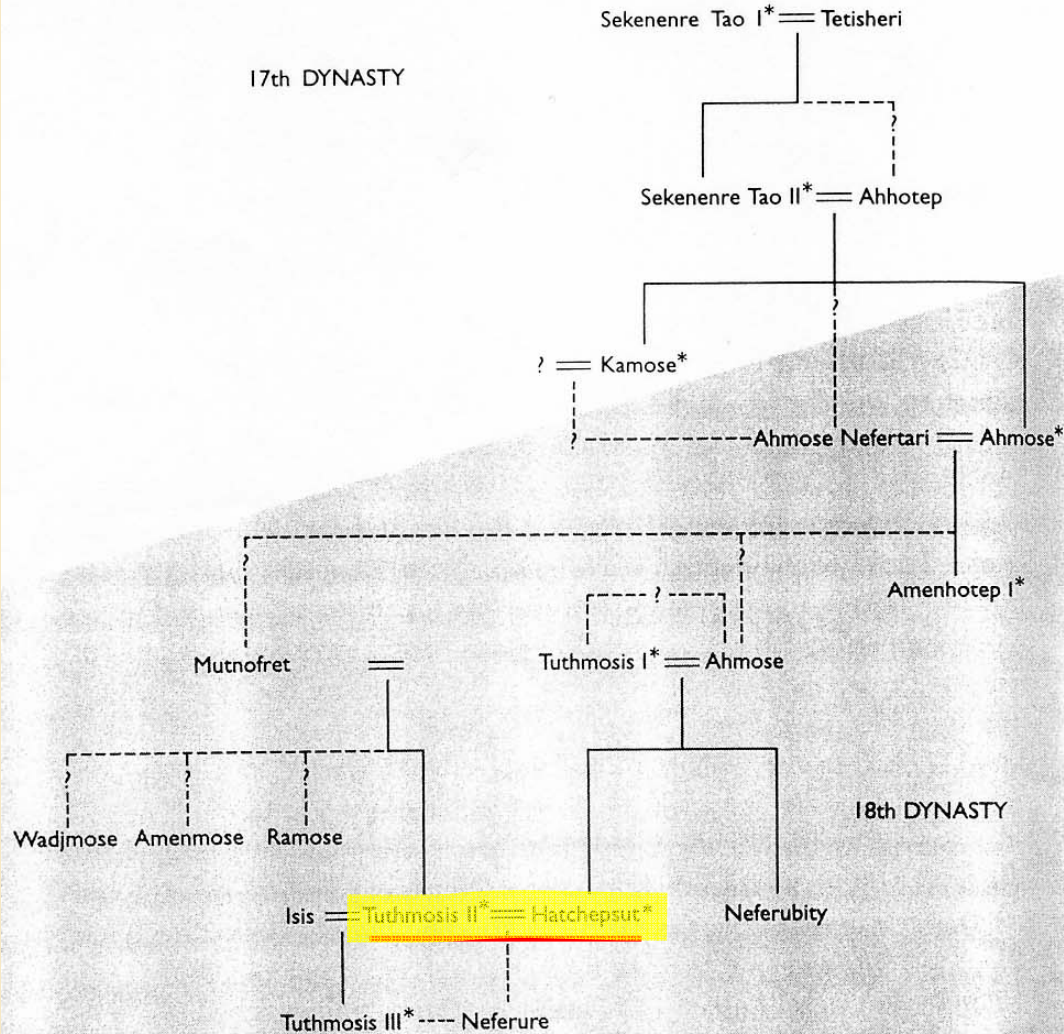 Sekenenre Tao I* Tetisheri
17th DYNASTY
?
Sekenenre Tao II* Ahhotep
?
? Kamose*
? Ahmose Nefertari Ahmose*
? ?
Amenhotep I*
?
Mutnofret Tuthmosis I* Ahmose
? ? ?
18th DYNASTY
Wadjmose Amenmose Ramose
Isis Tuthmosis II* Hatchepsut* Neferubity
Tuthmosis III* Neferure